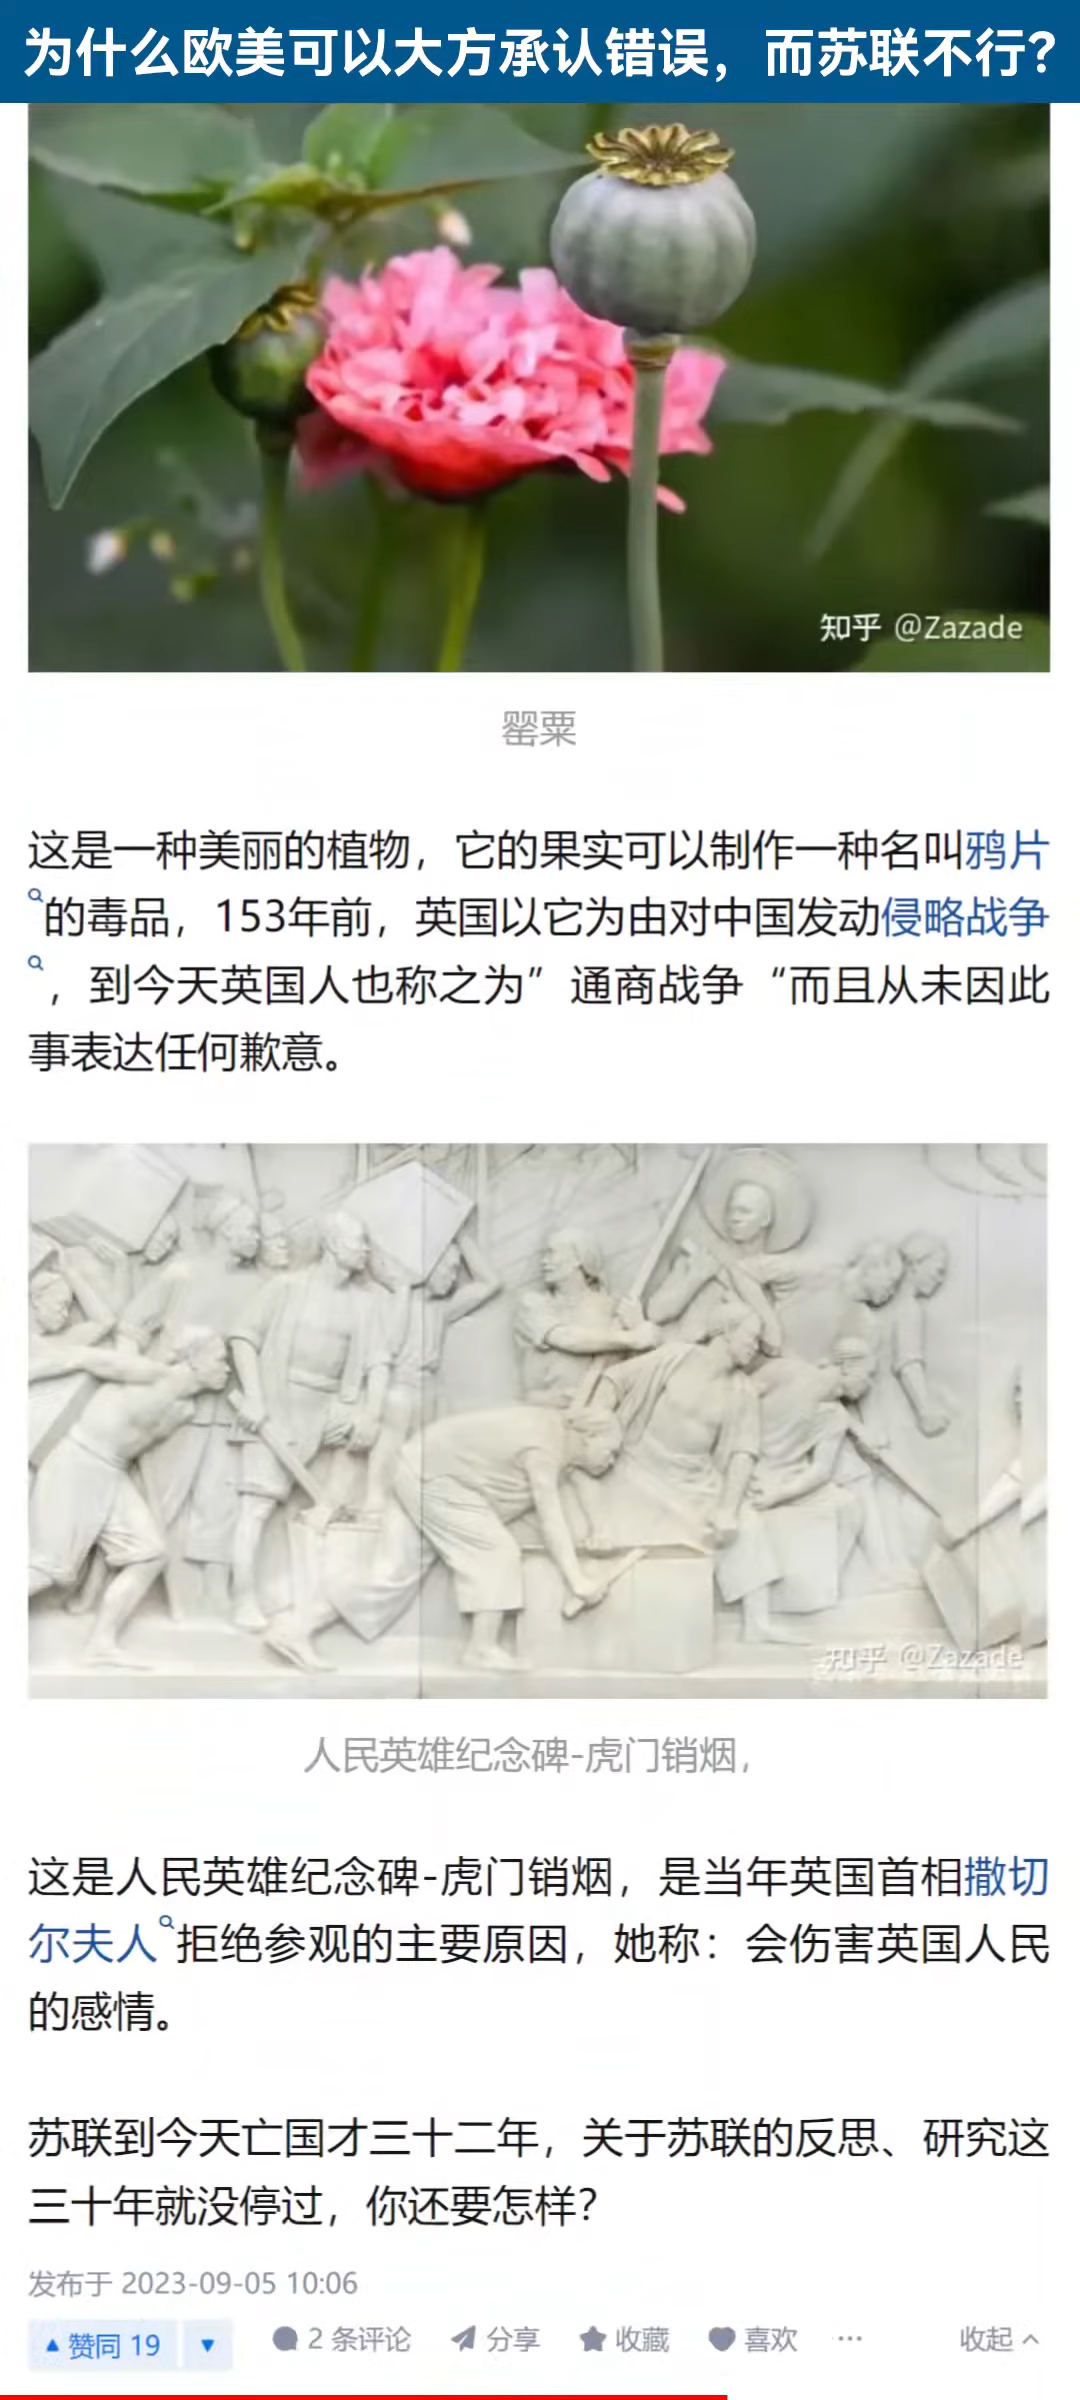 为什么欧美可以大方承认错误，而苏联不行？
知乎 @Zazade
罂粟
这是一种美丽的植物，它的果实可以制作一种名叫鸦片
的毒品，153年前，英国以它为由对中国发动侵略战争
，到今天英国人也称之为”通商战争“而且从未因此
事表达任何歉意。
知乎 @Zazade
人民英雄纪念碑-虎门销烟，
这是人民英雄纪念碑-虎门销烟，是当年英国首相撒切
尔夫人拒绝参观的主要原因，她称：会伤害英国人民
的感情。
苏联到今天亡国才三十二年，关于苏联的反思、研究这
三十年就没停过，你还要怎样？
发布于 2023-09-05 10:06
赞同 19
2 条评论
分享
收藏
喜欢
收起